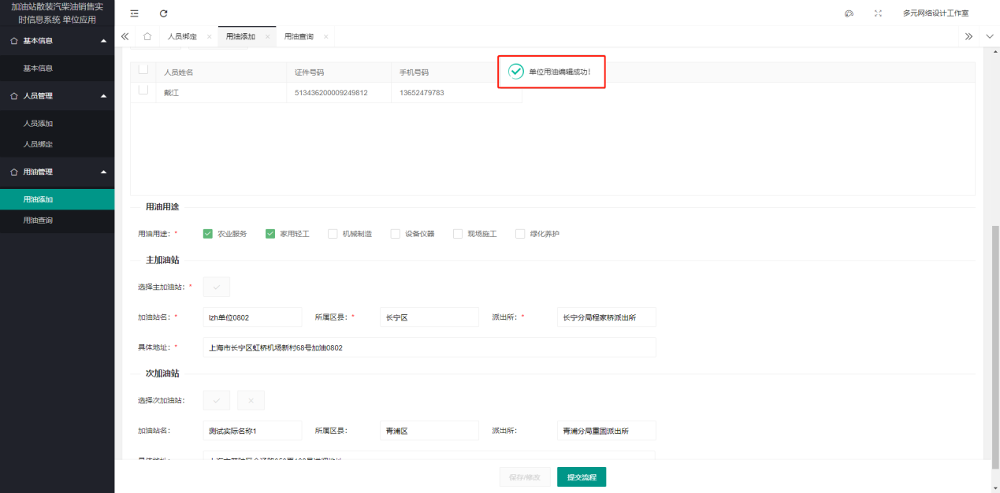 加油站散装汽柴油销售实
时信息系统 单位应用
多元网络设计工作室
基本信息
人员绑定 × 用油添加 × 用油查询 ×
基本信息
人员姓名 证件号码 手机号码 单位用油编辑成功!
戴江 513436200009249812 13652479783
人员管理
人员添加
人员绑定
用油管理
用油添加
用油查询
用油用途
用油用途: * 农业服务 家用轻工 机械制造 设备仪器 现场施工 绿化养护
主加油站
选择主加油站: *
加油站名: * lzh单位0802 所属区县: * 长宁区 派出所: * 长宁分局程家桥派出所
具体地址: * 上海市长宁区虹桥机场新村68号加油0802
次加油站
选择次加油站:
加油站名: 测试实际名称1 所属区县: 青浦区 派出所: 青浦分局重固派出所
保存/修改 提交流程